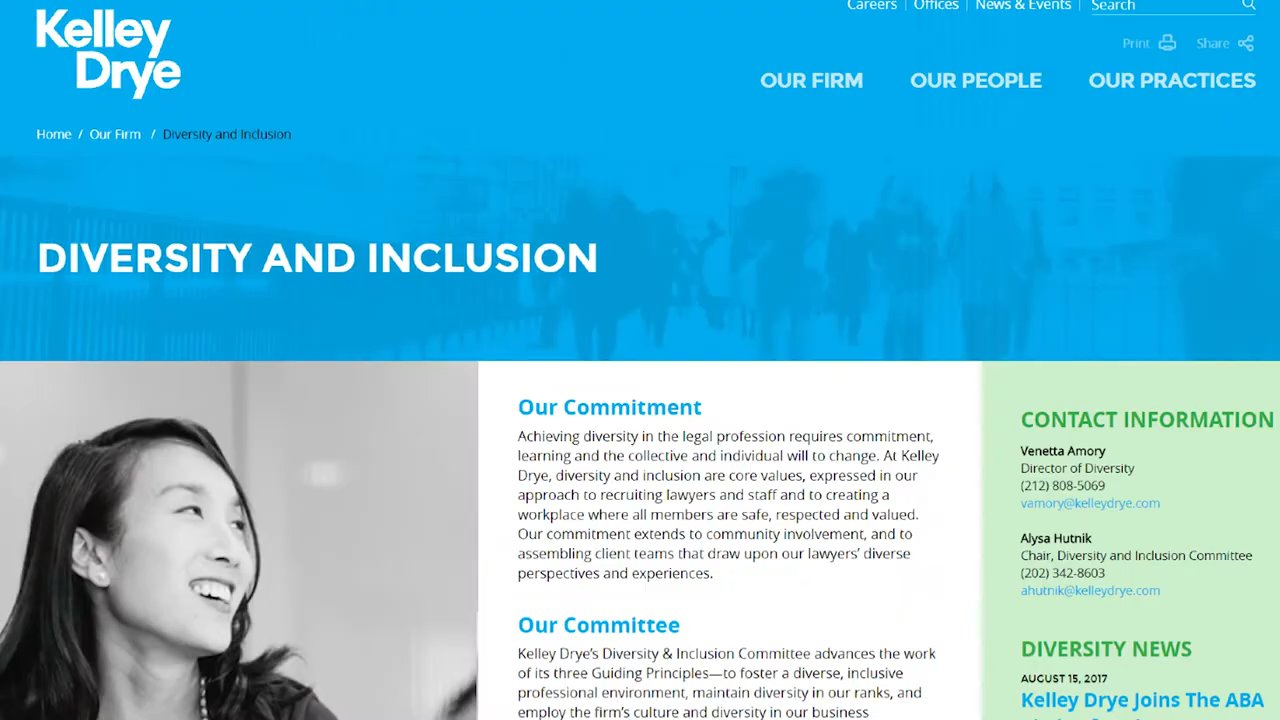 Kelley
Drye
Careers
Offices
News & Events
Search
Print
Share
OUR FIRM
OUR PEOPLE
OUR PRACTICES
Home / Our Firm / Diversity and Inclusion
DIVERSITY AND INCLUSION
Our Commitment
Achieving diversity in the legal profession requires commitment,
learning and the collective and individual will to change. At Kelley
Drye, diversity and inclusion are core values, expressed in our
approach to recruiting lawyers and staff and to creating a
workplace where all members are safe, respected and valued.
Our commitment extends to community involvement, and to
assembling client teams that draw upon our lawyers’ diverse
perspectives and experiences.
Our Committee
Kelley Drye’s Diversity & Inclusion Committee advances the work
of its three Guiding Principles—to foster a diverse, inclusive
professional environment, maintain diversity in our ranks, and
employ the firm’s culture and diversity in our business
CONTACT INFORMATION
Venetta Amory
Director of Diversity
(212) 808-5069
vamory@kelleydrye.com
Alysa Hutnik
Chair, Diversity and Inclusion Committee
(202) 342-8603
ahutnik@kelleydrye.com
DIVERSITY NEWS
AUGUST 15, 2017
Kelley Drye Joins The ABA